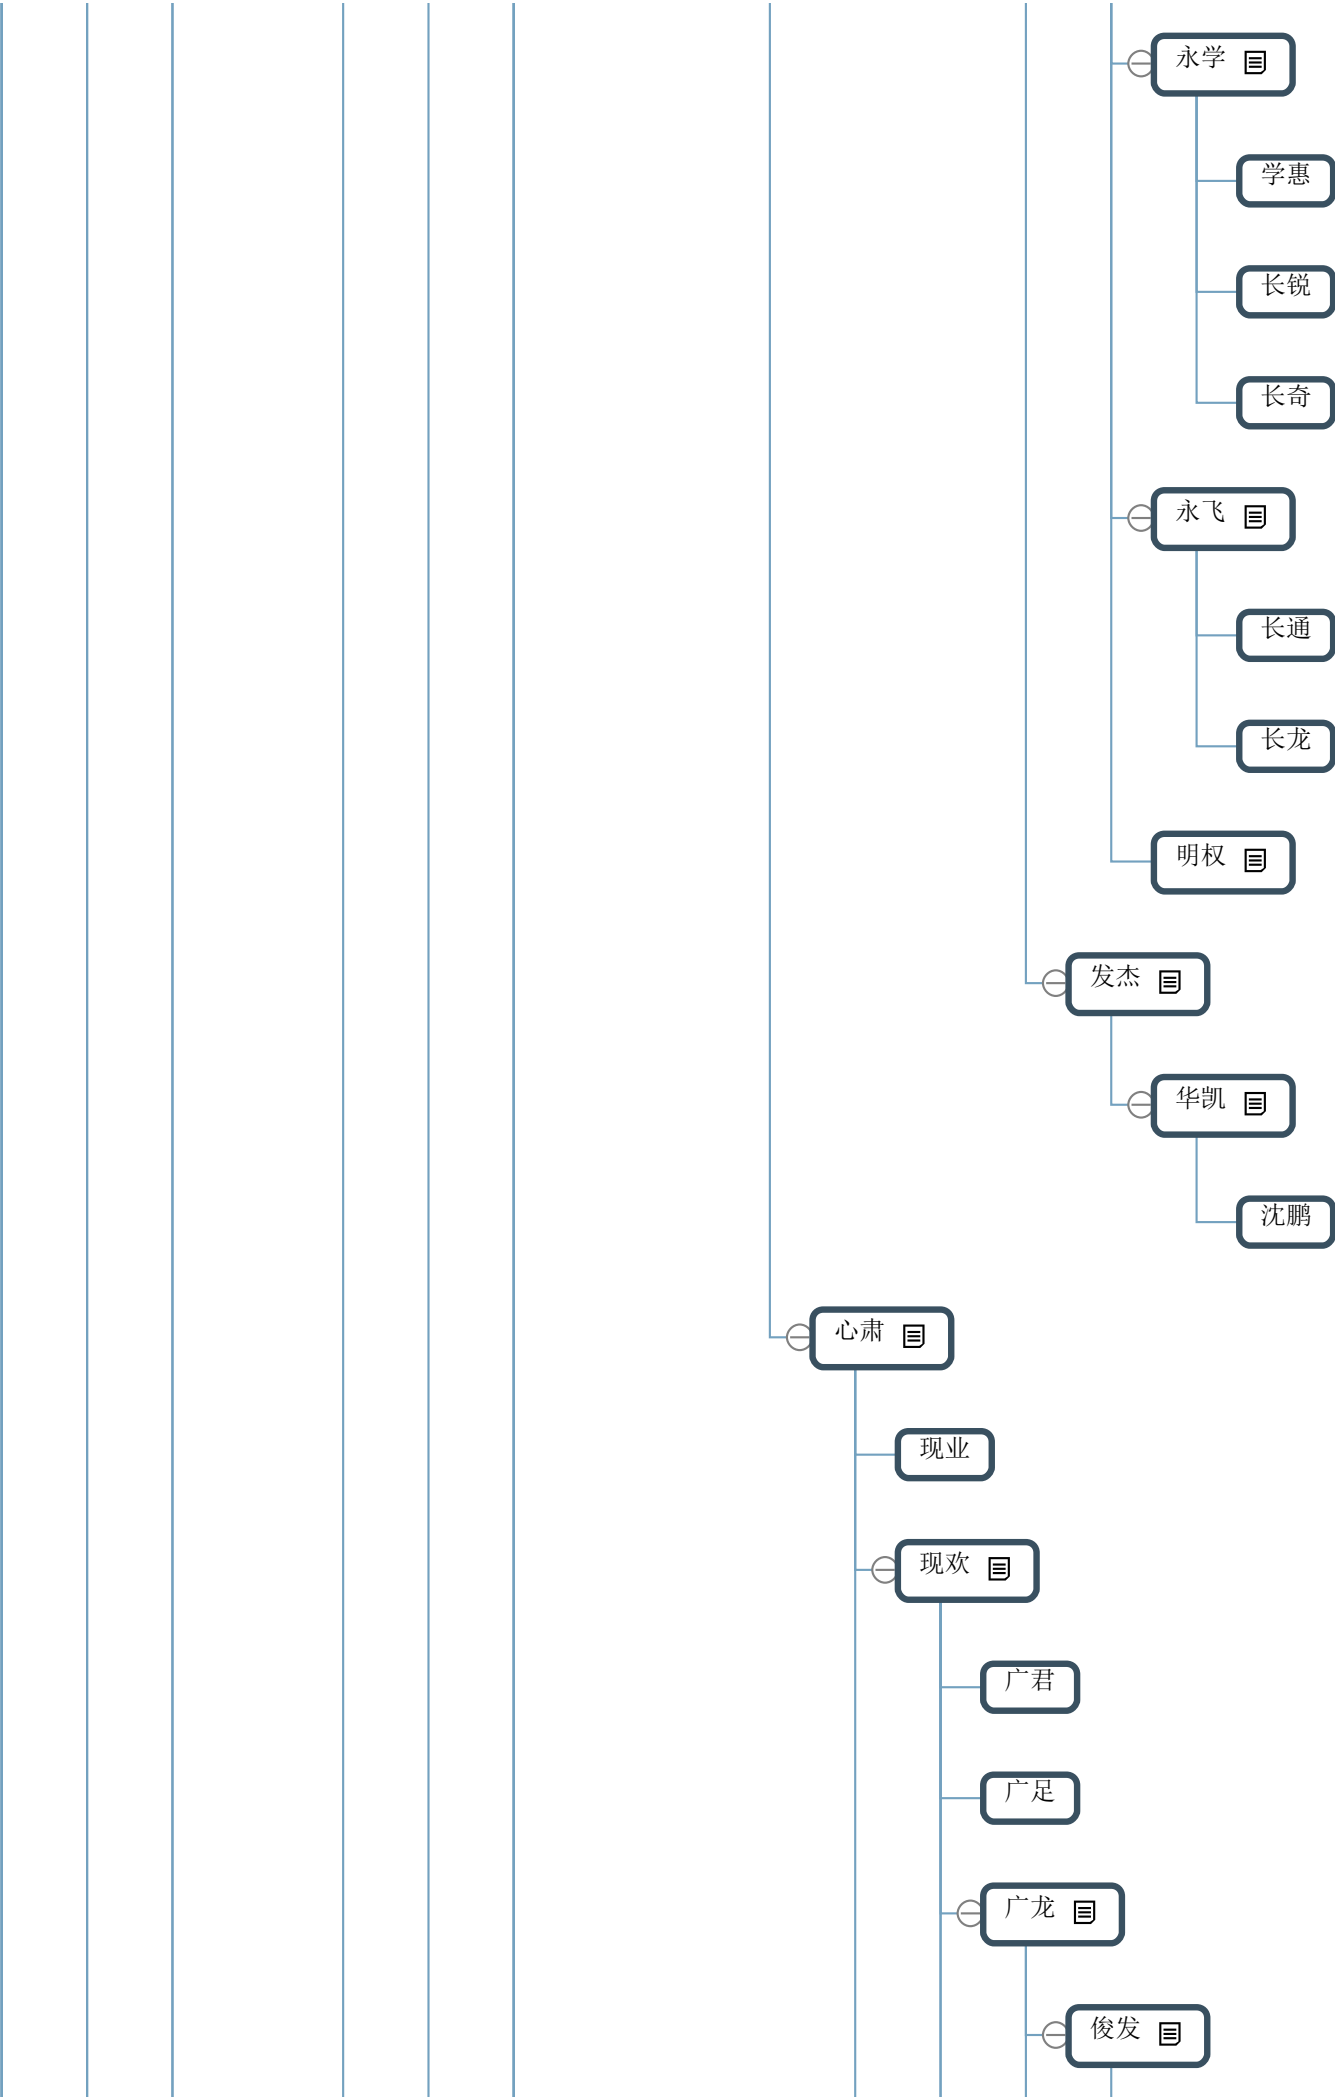 永学
学惠
长锐
长奇
永飞
长通
长龙
明权
发杰
华凯
沈鹏
心肃
现业
现欢
广君
广足
广龙
俊发